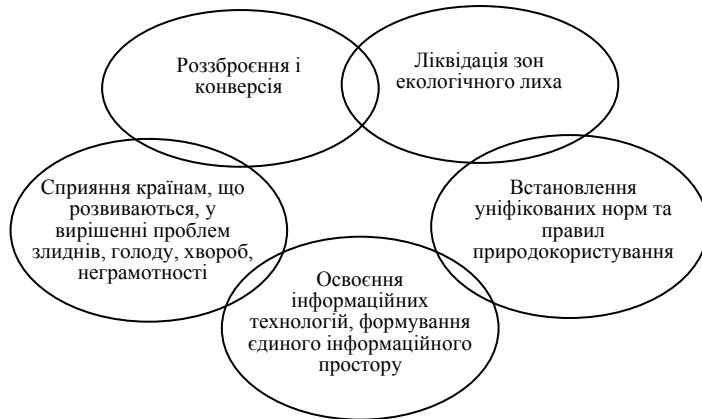 Роззброєння і
конверсія
Ліквідація зон
екологічного лиха
Сприяння країнам, що
розвиваються, у
вирішенні проблем
злиднів, голоду, хвороб,
неграмотності
Встановлення
уніфікованих норм та
правил
природокористування
Освоєння
інформаційних
технологій, формування
єдиного інформаційного
простору